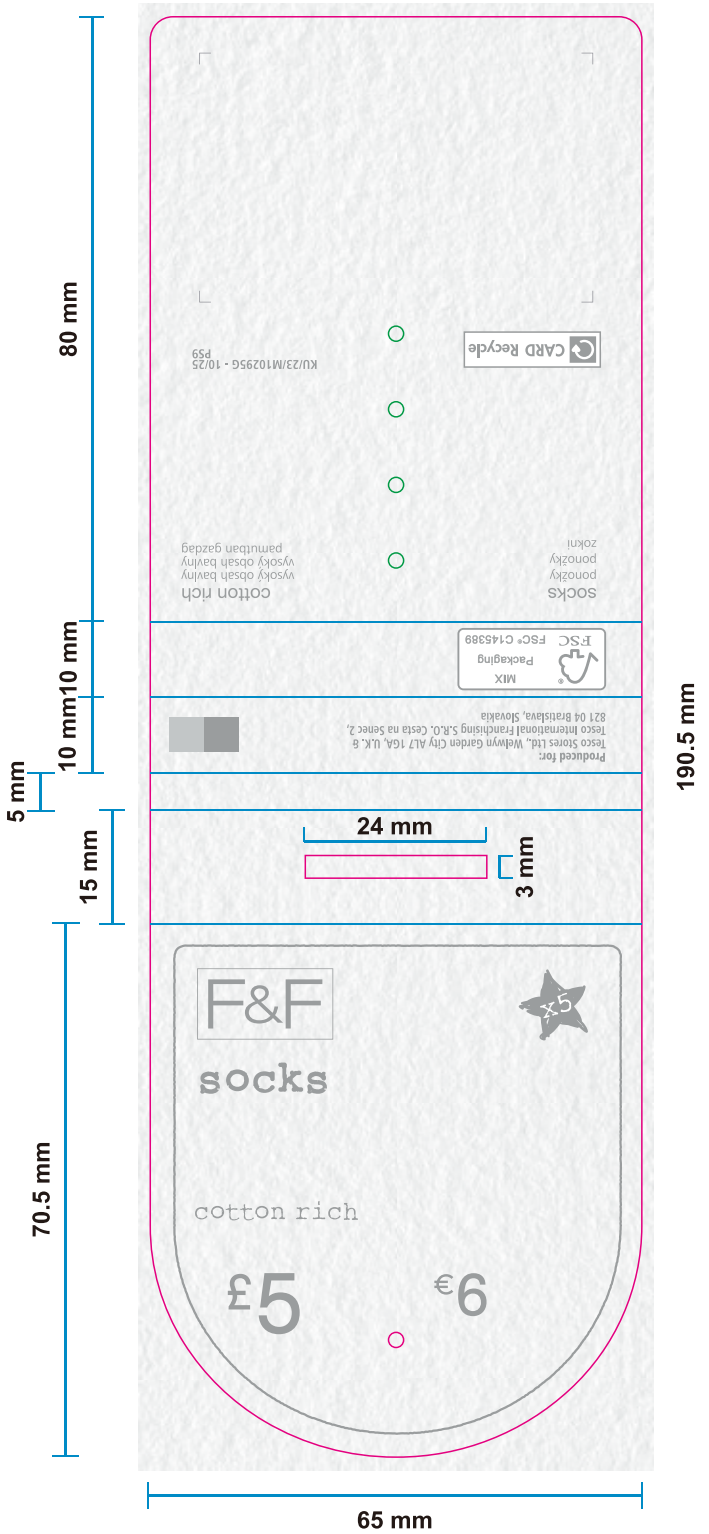 80 mm
KU/23/M10295G - 10/25
PS9
CARD Recycle
cotton rich
vysoký obsah bavlny
vysoký obsah bavlny
pamutban gazdag
socks
ponožky
ponožky
zokni
10 mm
MIX
Packaging
FSC® C145389
FSC
®
10 mm
Produced for:
Tesco Stores Ltd., Welwyn Garden City AL7 1GA, U.K. &
Tesco International Franchising S.R.O. Cesta na Senec 2,
821 04 Bratislava, Slovakia
190.5 mm
5 mm
15 mm
24 mm
3 mm
F&F
x5
socks
70.5 mm
cotton rich
£5
€6
65 mm